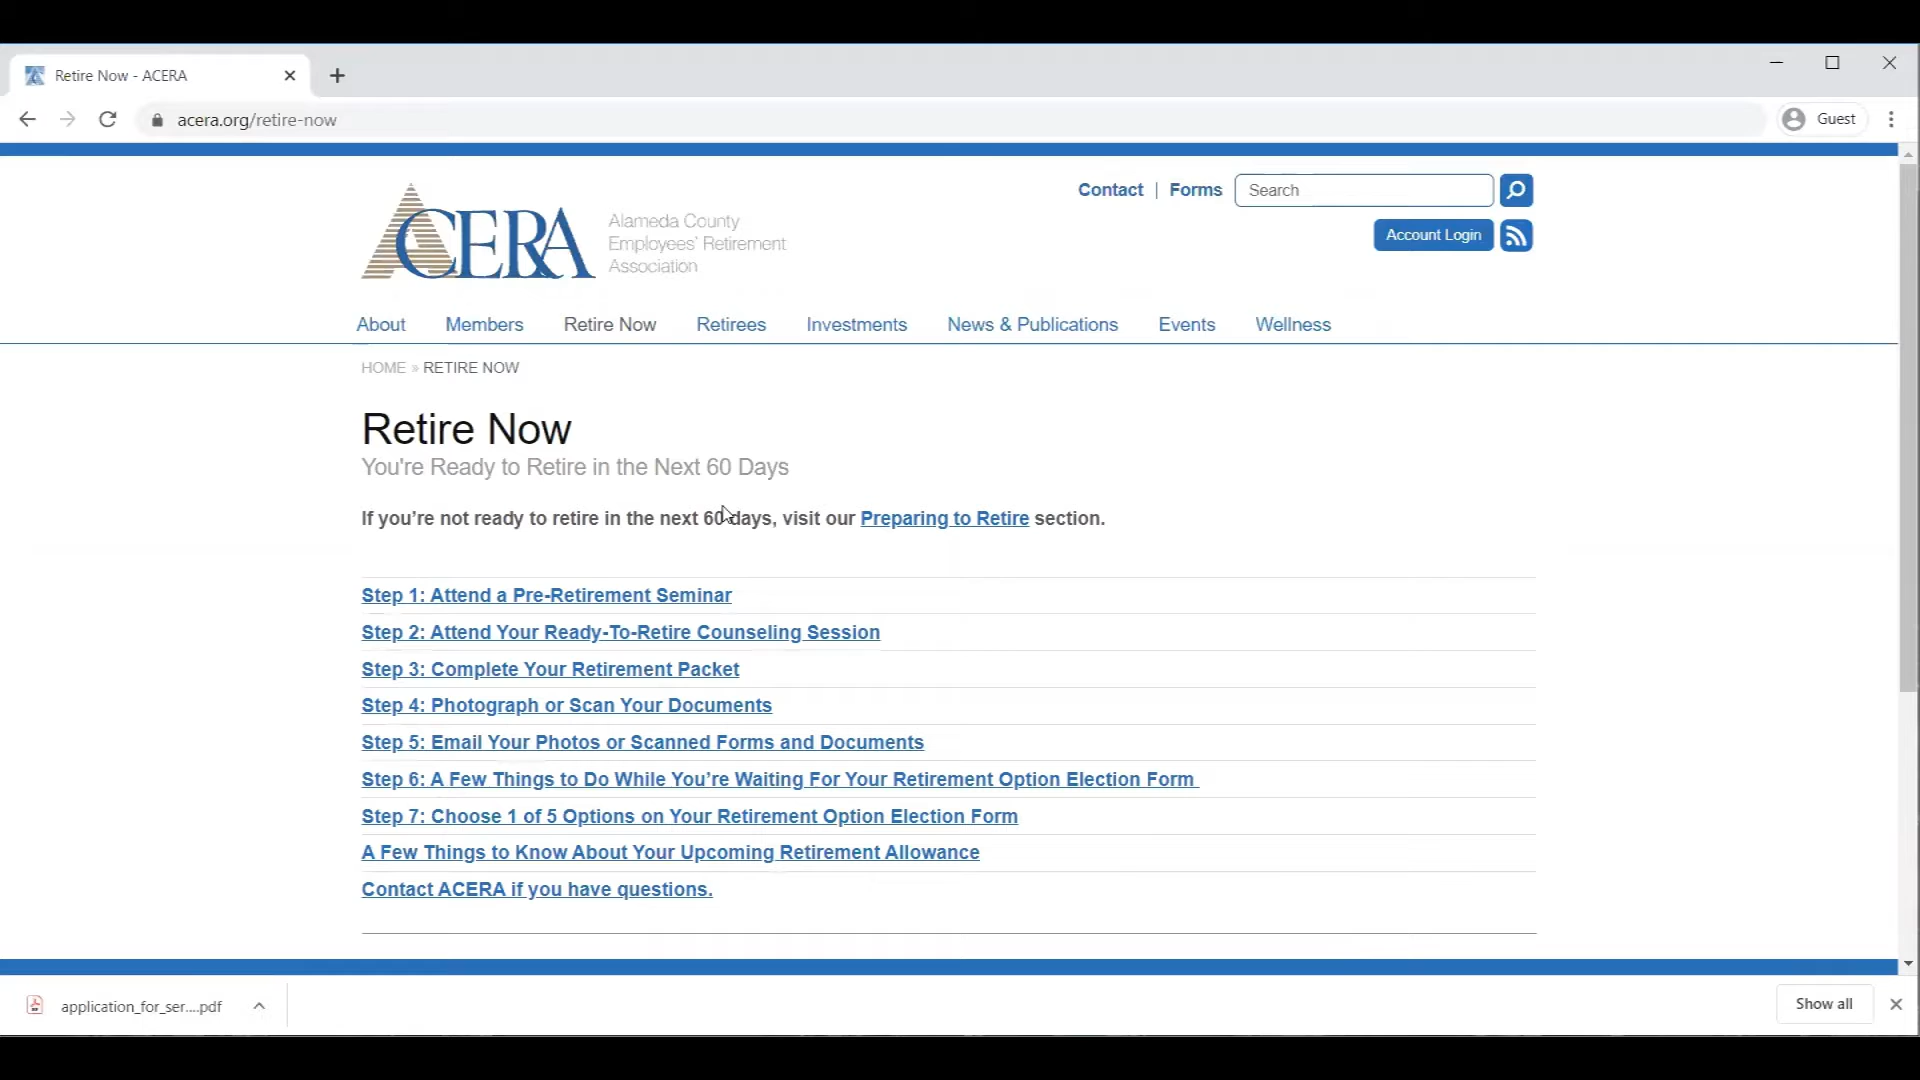 Retire Now - ACERA
acera.org/retire-now
Guest
Contact | Forms
Search
ACERA
Alameda County
Employees' Retirement
Association
Account Login
About Members Retire Now Retirees Investments News & Publications Events Wellness
HOME » RETIRE NOW
Retire Now
You're Ready to Retire in the Next 60 Days
If you’re not ready to retire in the next 60 days, visit our Preparing to Retire section.
Step 1: Attend a Pre-Retirement Seminar
Step 2: Attend Your Ready-To-Retire Counseling Session
Step 3: Complete Your Retirement Packet
Step 4: Photograph or Scan Your Documents
Step 5: Email Your Photos or Scanned Forms and Documents
Step 6: A Few Things to Do While You’re Waiting For Your Retirement Option Election Form
Step 7: Choose 1 of 5 Options on Your Retirement Option Election Form
A Few Things to Know About Your Upcoming Retirement Allowance
Contact ACERA if you have questions.
application_for_ser....pdf
Show all